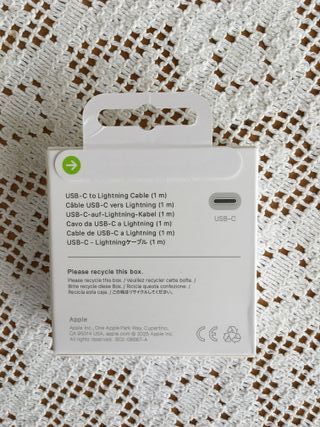 USB-C to Lightning Cable (1 m)
Câble USB-C vers Lightning (1 m)
USB-C-auf-Lightning-Kabel (1 m)
Cavo da USB-C a Lightning (1 m)
Cable de USB-C a Lightning (1 m)
USB-C - Lightningケーブル (1 m)
USB-C
Please recycle this box.
Please recycle this box. / Veuillez recycler cette boîte. /
Bitte recycle diese Box. / Ricicla questa confezione. /
Recicla esta caja. / この箱はリサイクルしてください。
Apple
Apple Inc., One Apple Park Way, Cupertino,
CA 95014 USA. apple.com © 2025 Apple Inc.
All rights reserved.
CE